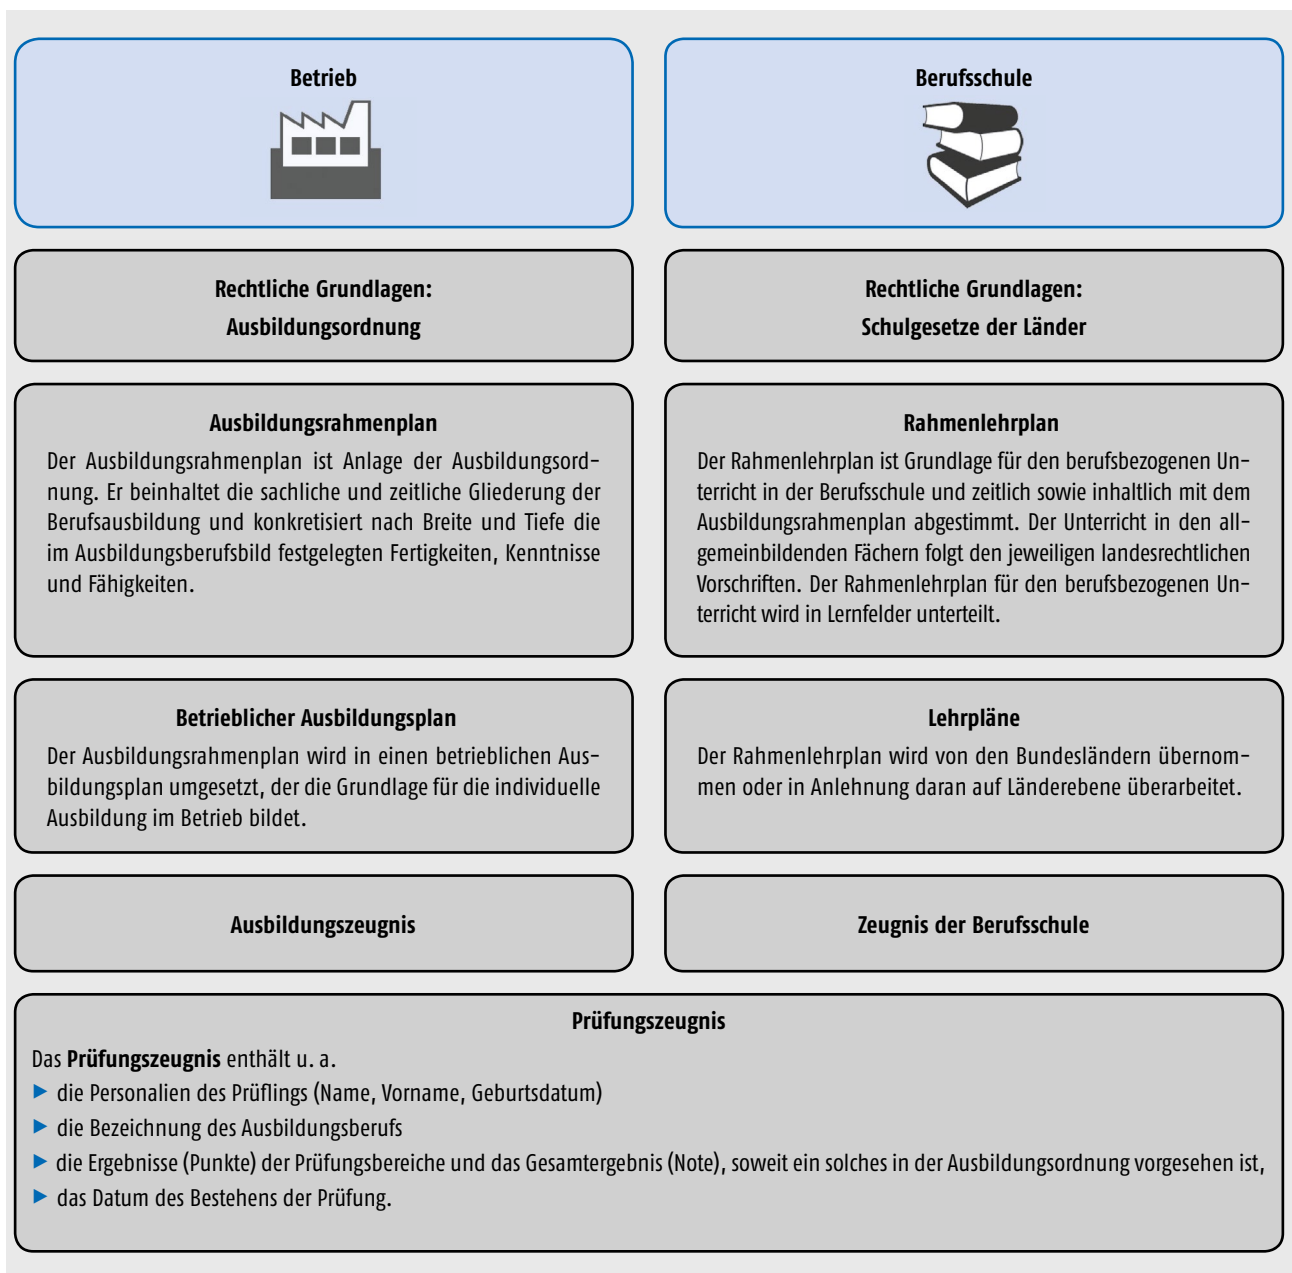 Betrieb
Berufsschule
Rechtliche Grundlagen:
Ausbildungsordnung
Rechtliche Grundlagen:
Schulgesetze der Länder
Ausbildungsrahmenplan
Der Ausbildungsrahmenplan ist Anlage der Ausbildungsord-
nung. Er beinhaltet die sachliche und zeitliche Gliederung der
Berufsausbildung und konkretisiert nach Breite und Tiefe die
im Ausbildungsberufsbild festgelegten Fertigkeiten, Kenntnisse
und Fähigkeiten.
Rahmenlehrplan
Der Rahmenlehrplan ist Grundlage für den berufsbezogenen Un-
terricht in der Berufsschule und zeitlich sowie inhaltlich mit dem
Ausbildungsrahmenplan abgestimmt. Der Unterricht in den all-
gemeinbildenden Fächern folgt den jeweiligen landesrechtlichen
Vorschriften. Der Rahmenlehrplan für den berufsbezogenen Un-
terricht wird in Lernfelder unterteilt.
Betrieblicher Ausbildungsplan
Der Ausbildungsrahmenplan wird in einen betrieblichen Aus-
bildungsplan umgesetzt, der die Grundlage für die individuelle
Ausbildung im Betrieb bildet.
Lehrpläne
Der Rahmenlehrplan wird von den Bundesländern übernom-
men oder in Anlehnung daran auf Länderebene überarbeitet.
Ausbildungszeugnis
Zeugnis der Berufsschule
Prüfungszeugnis
Das Prüfungszeugnis enthält u. a.
▶ die Personalien des Prüflings (Name, Vorname, Geburtsdatum)
▶ die Bezeichnung des Ausbildungsberufs
▶ die Ergebnisse (Punkte) der Prüfungsbereiche und das Gesamtergebnis (Note), soweit ein solches in der Ausbildungsordnung vorgesehen ist,
▶ das Datum des Bestehens der Prüfung.